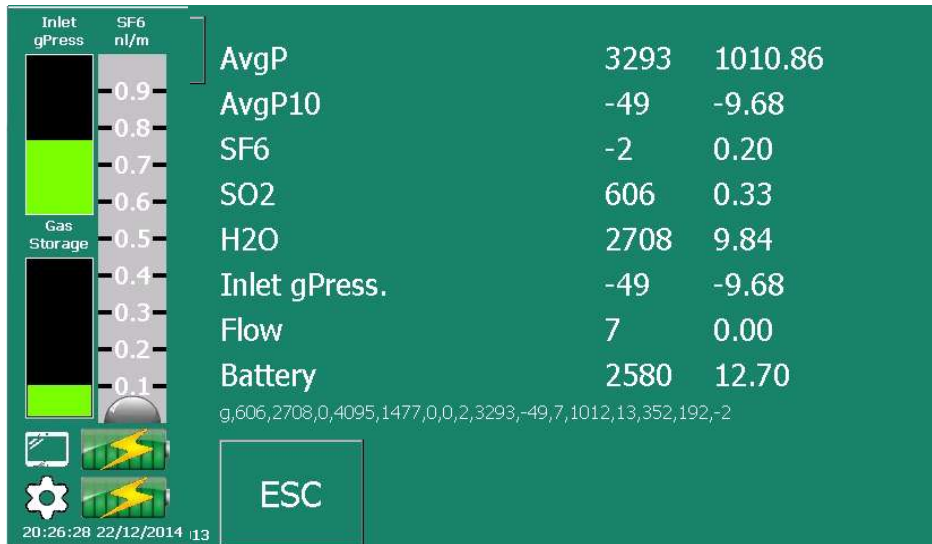 Inlet gPress
SF6 nl/m
0.9
0.8
0.7
0.6
Gas Storage
0.5
0.4
0.3
0.2
0.1
20:26:28 22/12/2014
013
AvgP 3293 1010.86
AvgP10 -49 -9.68
SF6 -2 0.20
SO2 606 0.33
H2O 2708 9.84
Inlet gPress. -49 -9.68
Flow 7 0.00
Battery 2580 12.70
g,606,2708,0,4095,1477,0,0,2,3293,-49,7,1012,13,352,192,-2
ESC